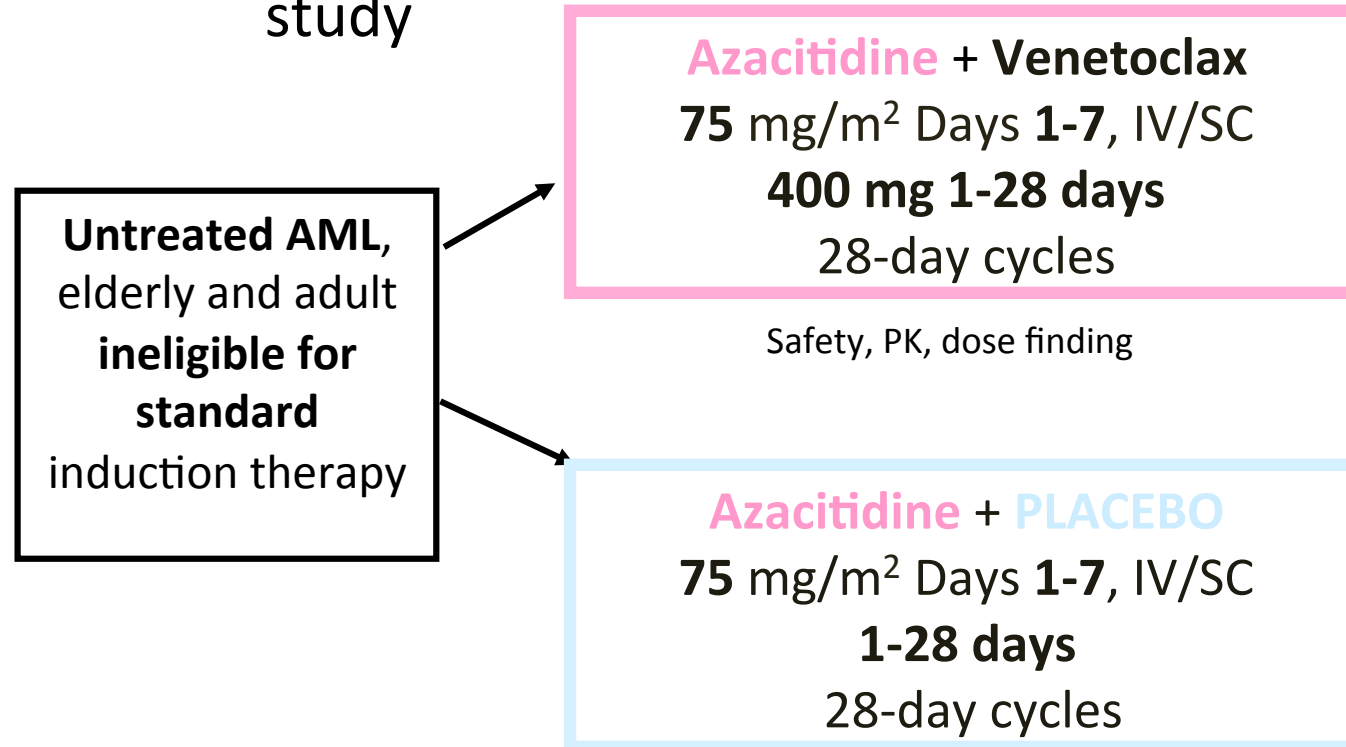 study
Azacitidine + Venetoclax
75 mg/m² Days 1-7, IV/SC
400 mg 1-28 days
28-day cycles
Untreated AML,
elderly and adult
ineligible for
standard
induction therapy
Safety, PK, dose finding
Azacitidine + PLACEBO
75 mg/m² Days 1-7, IV/SC
1-28 days
28-day cycles